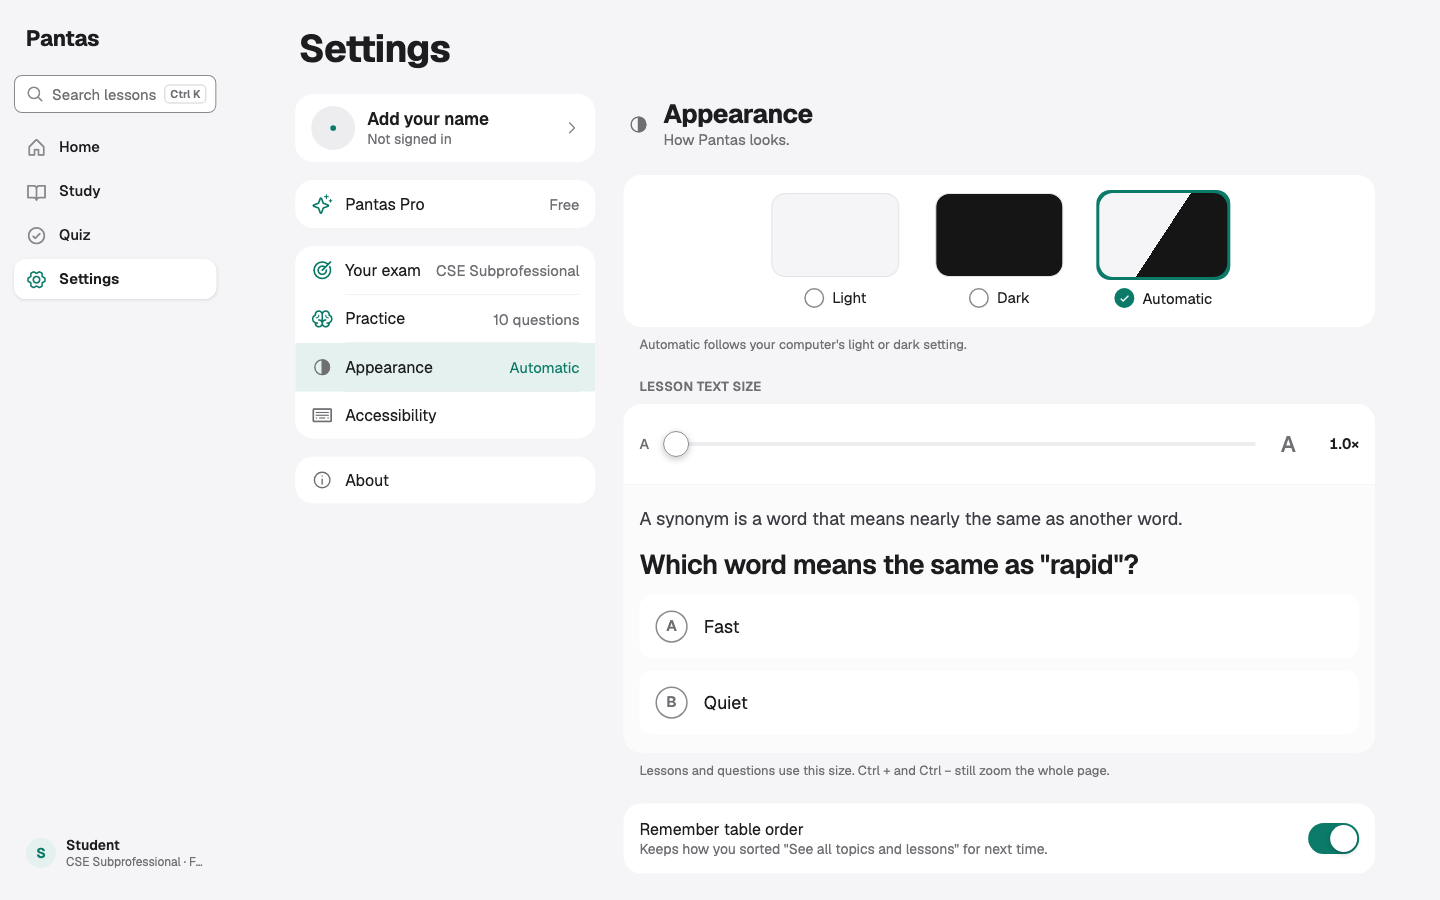 Pantas
Search lessons Ctrl K
Home
Study
Quiz
Settings
Student
CSE Subprofessional · F...
Settings
Add your name
Not signed in
Pantas Pro Free
Your exam CSE Subprofessional
Practice 10 questions
Appearance Automatic
Accessibility
About
Appearance
How Pantas looks.
Light Dark Automatic
Automatic follows your computer's light or dark setting.
LESSON TEXT SIZE
A A 1.0×
A synonym is a word that means nearly the same as another word.
Which word means the same as "rapid"?
A Fast
B Quiet
Lessons and questions use this size. Ctrl + and Ctrl – still zoom the whole page.
Remember table order
Keeps how you sorted "See all topics and lessons" for next time.
S